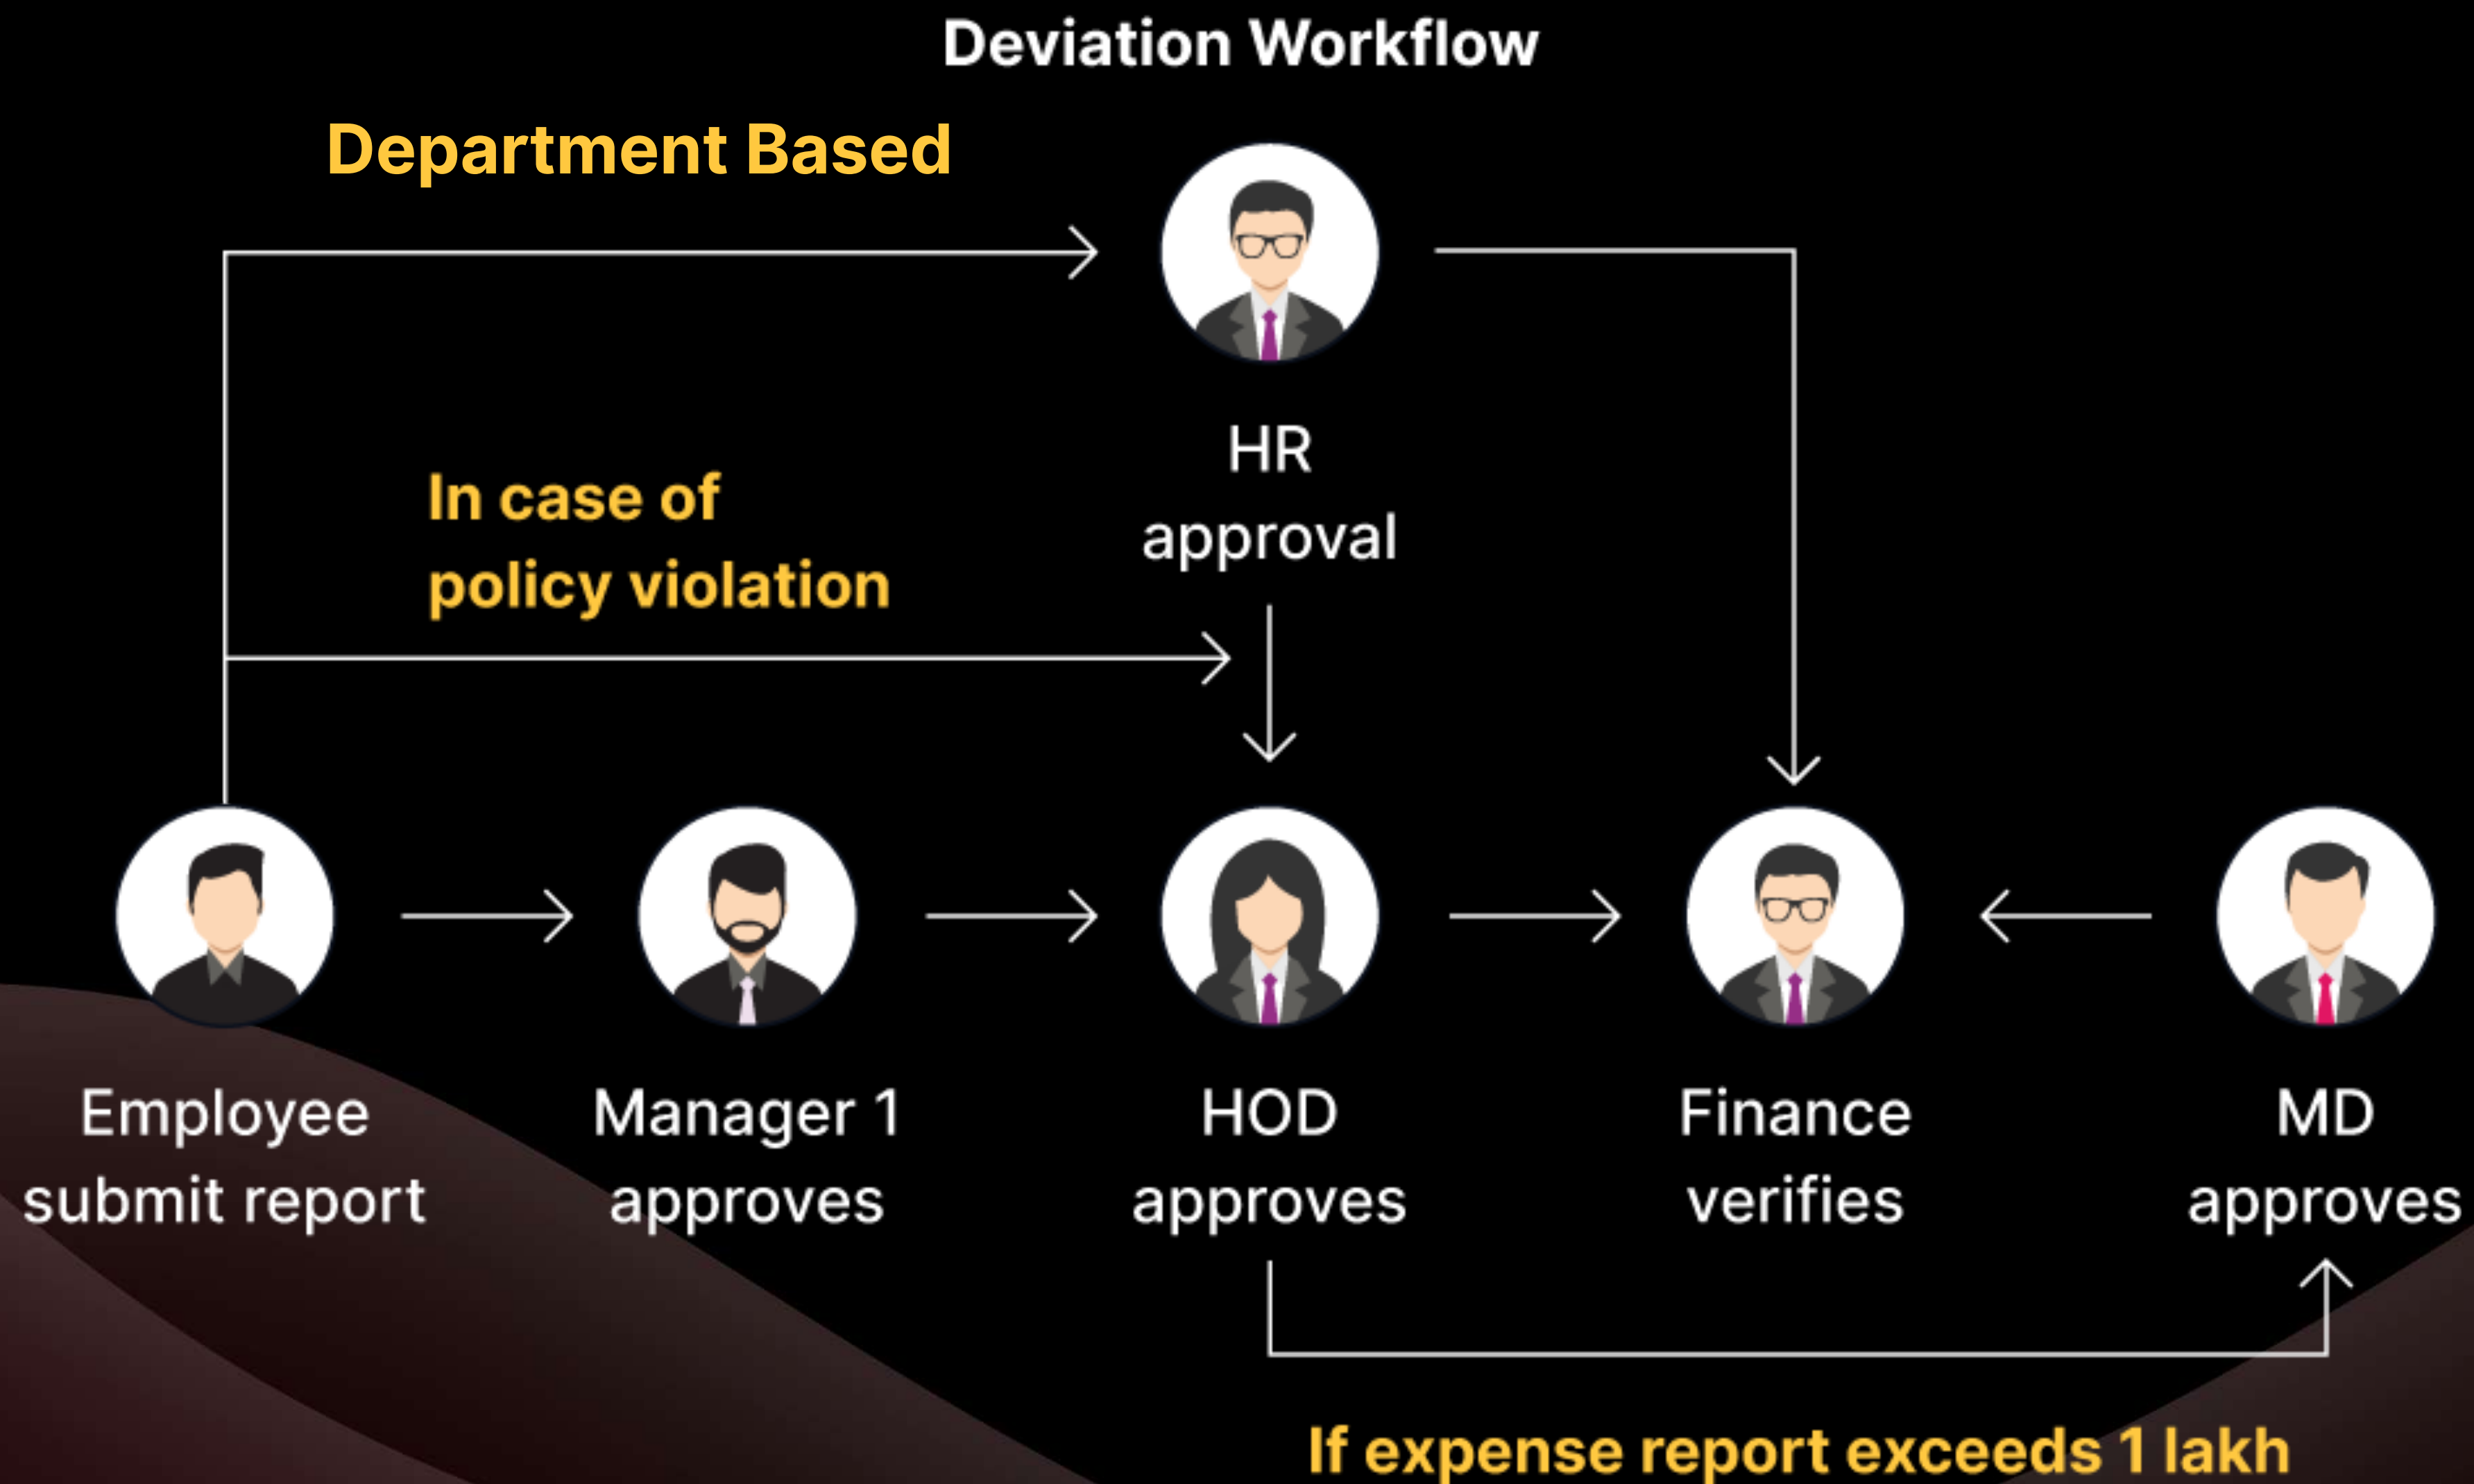 Deviation Workflow
Department Based
HR
approval
In case of
policy violation
Employee
submit report
Manager 1
approves
HOD
approves
Finance
verifies
MD
approves
If expense report exceeds 1 lakh